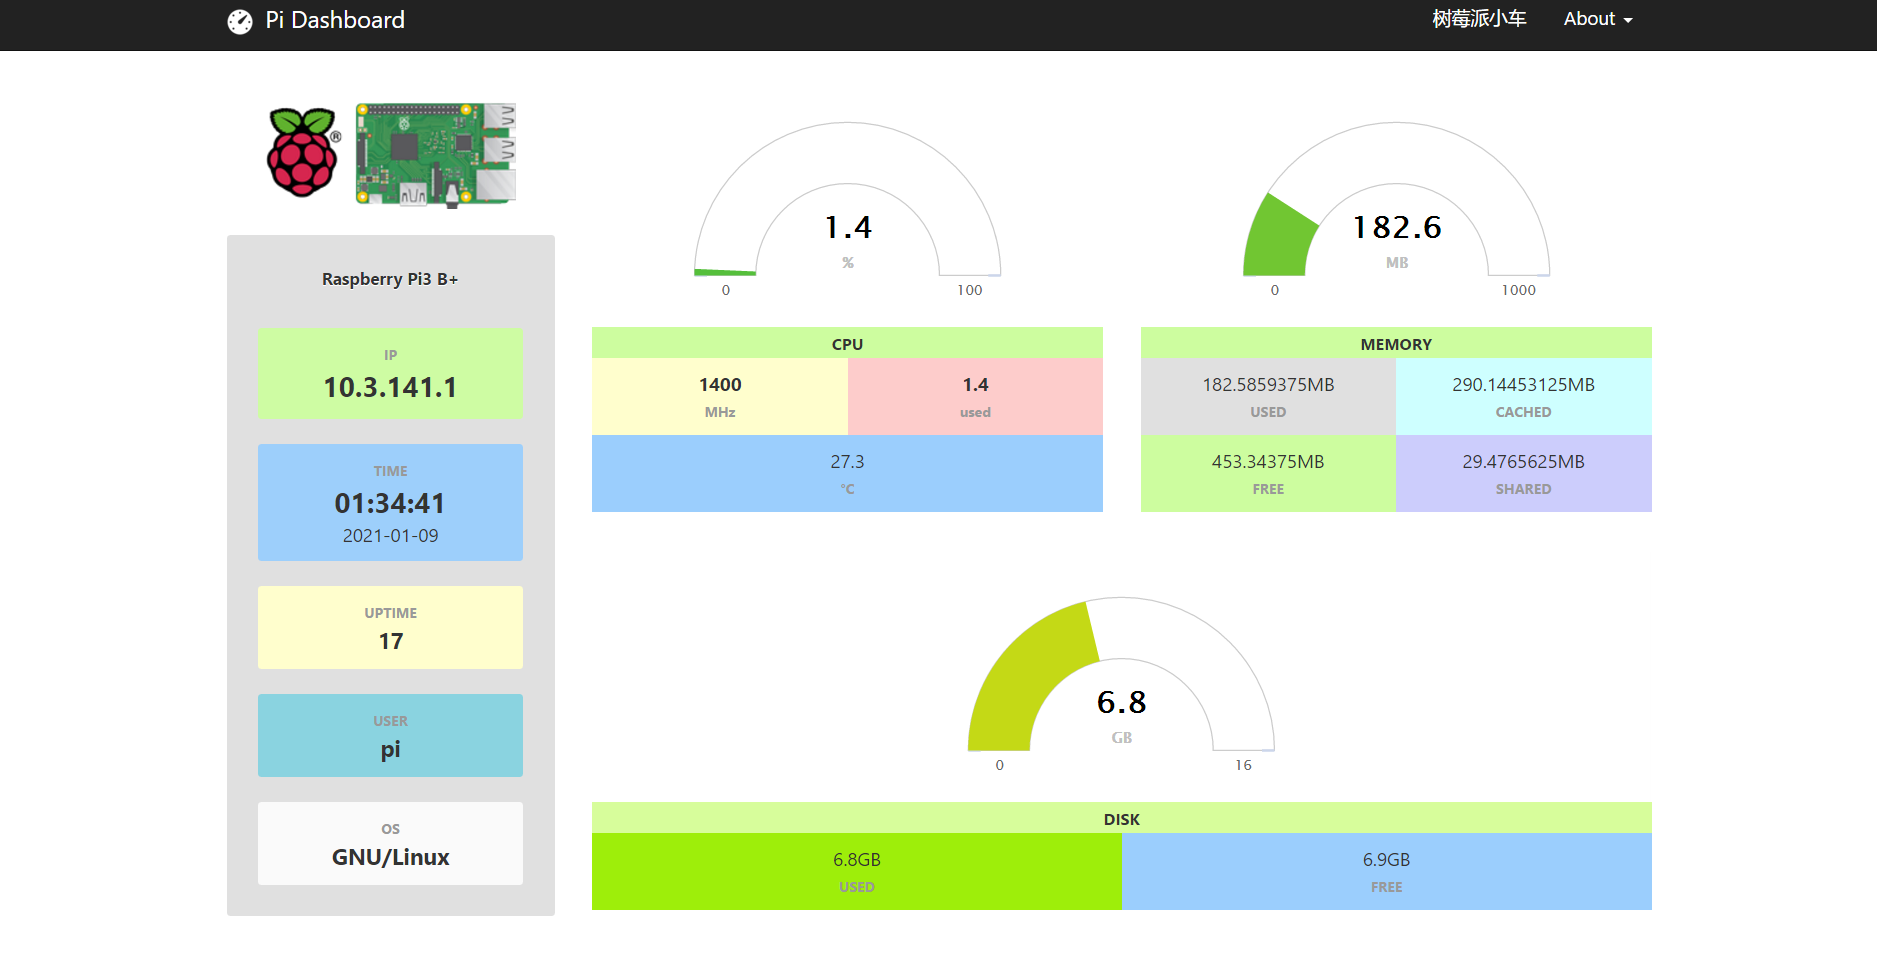 Pi Dashboard
树莓派小车 About
®
Raspberry Pi3 B+
IP
10.3.141.1
TIME
01:34:41
2021-01-09
UPTIME
17
USER
pi
OS
GNU/Linux
1.4
%
0 100
CPU
1400
MHz
1.4
used
27.3
°C
182.6
MB
0 1000
MEMORY
182.5859375MB
USED
290.14453125MB
CACHED
453.34375MB
FREE
29.4765625MB
SHARED
6.8
GB
0 16
DISK
6.8GB
USED
6.9GB
FREE